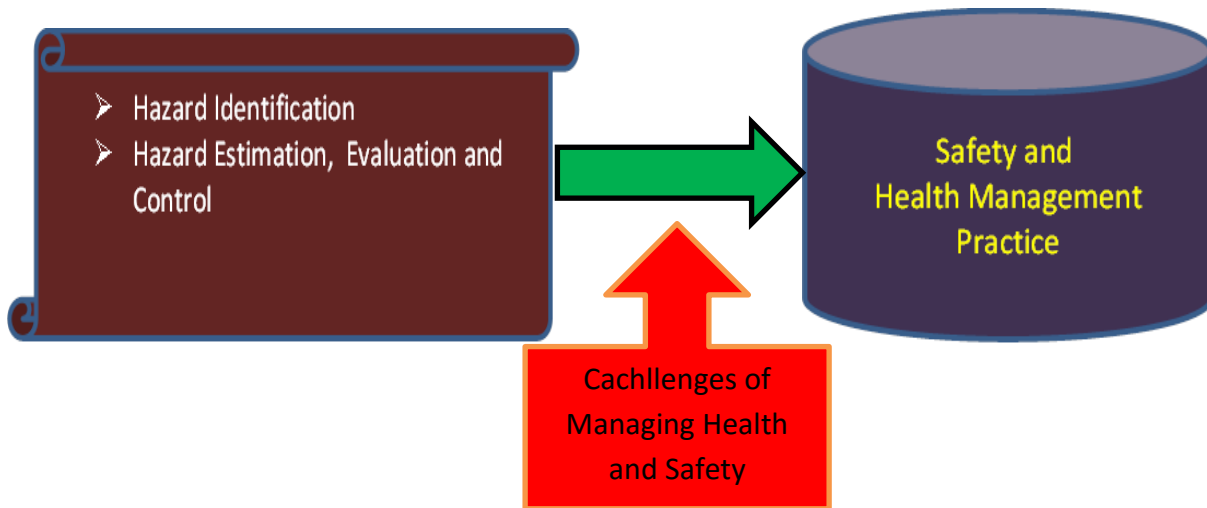 ➢ Hazard Identification
➢ Hazard Estimation, Evaluation and
Control
Safety and
Health Management
Practice
Cachllenges of
Managing Health
and Safety